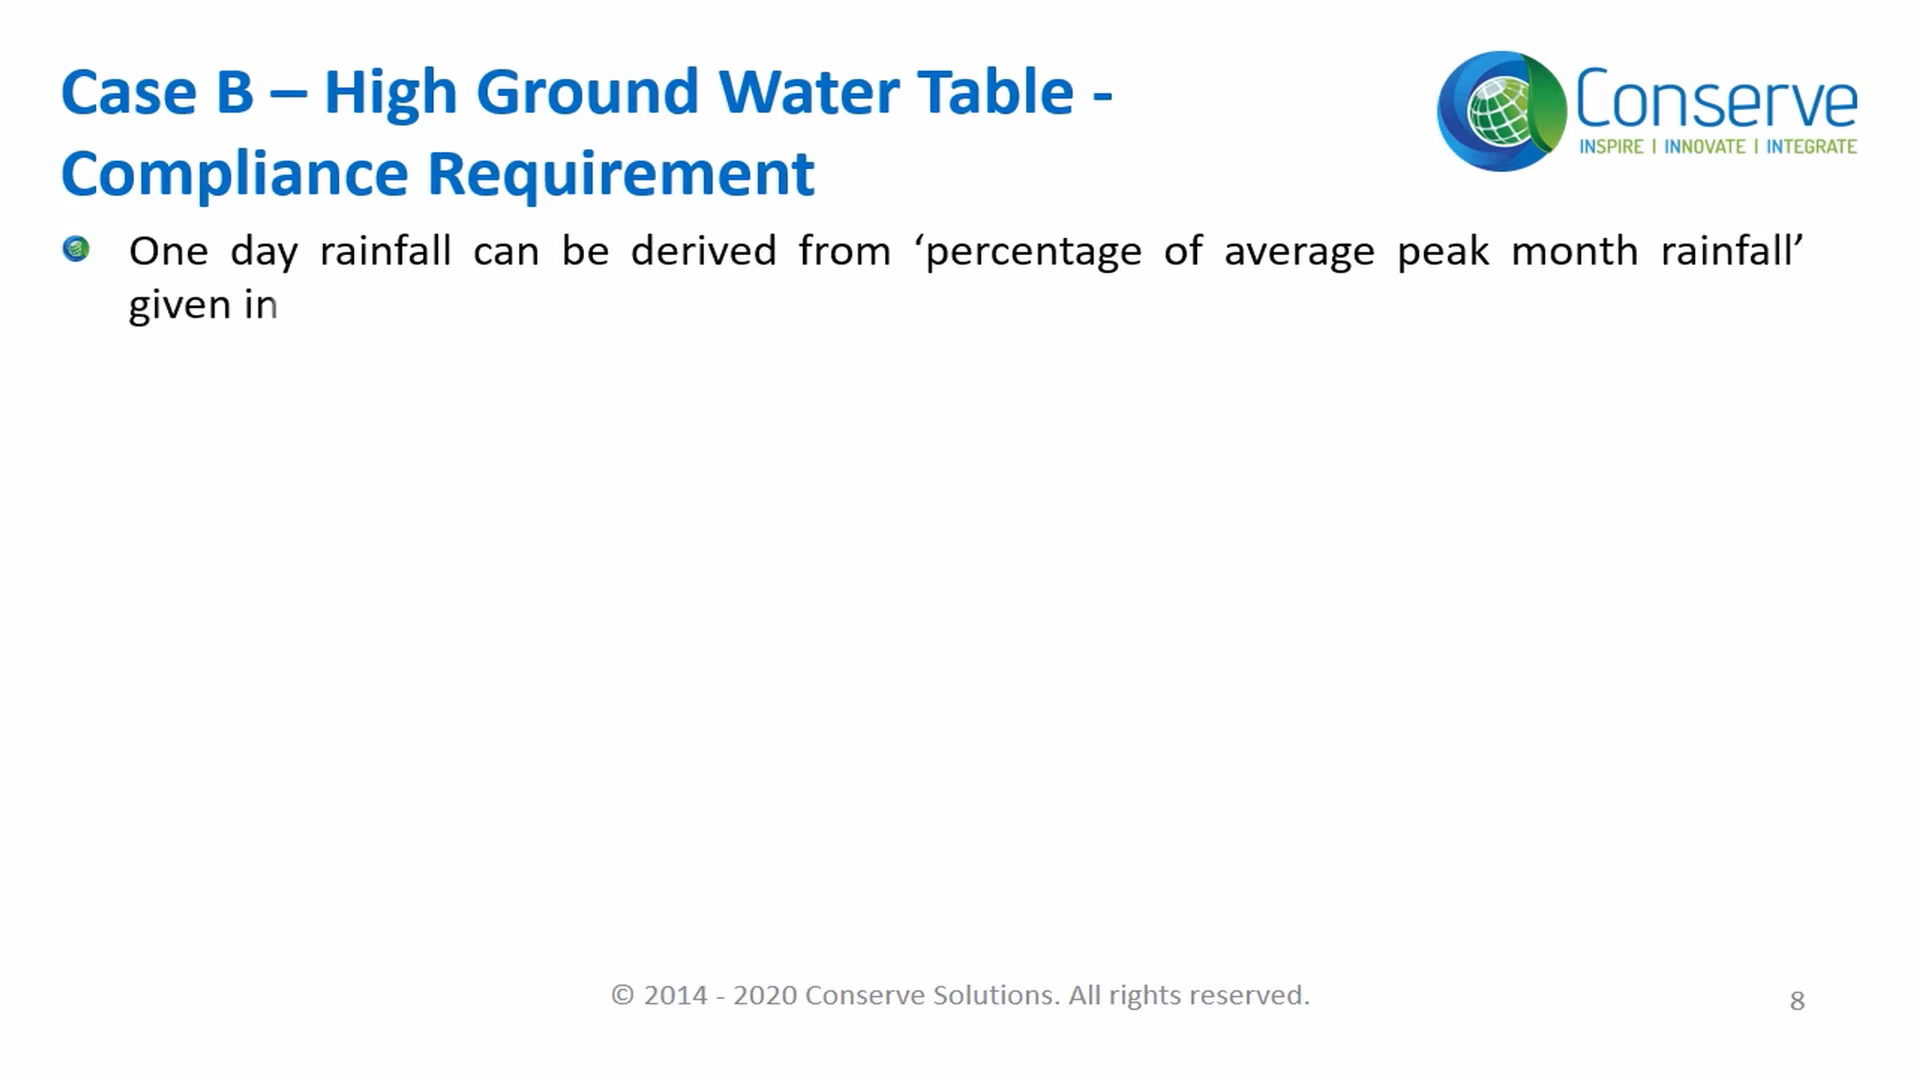 Case B – High Ground Water Table -
Compliance Requirement
Conserve
INSPIRE | INNOVATE | INTEGRATE
One day rainfall can be derived from ‘percentage of average peak month rainfall’
given in
© 2014 - 2020 Conserve Solutions. All rights reserved.
8